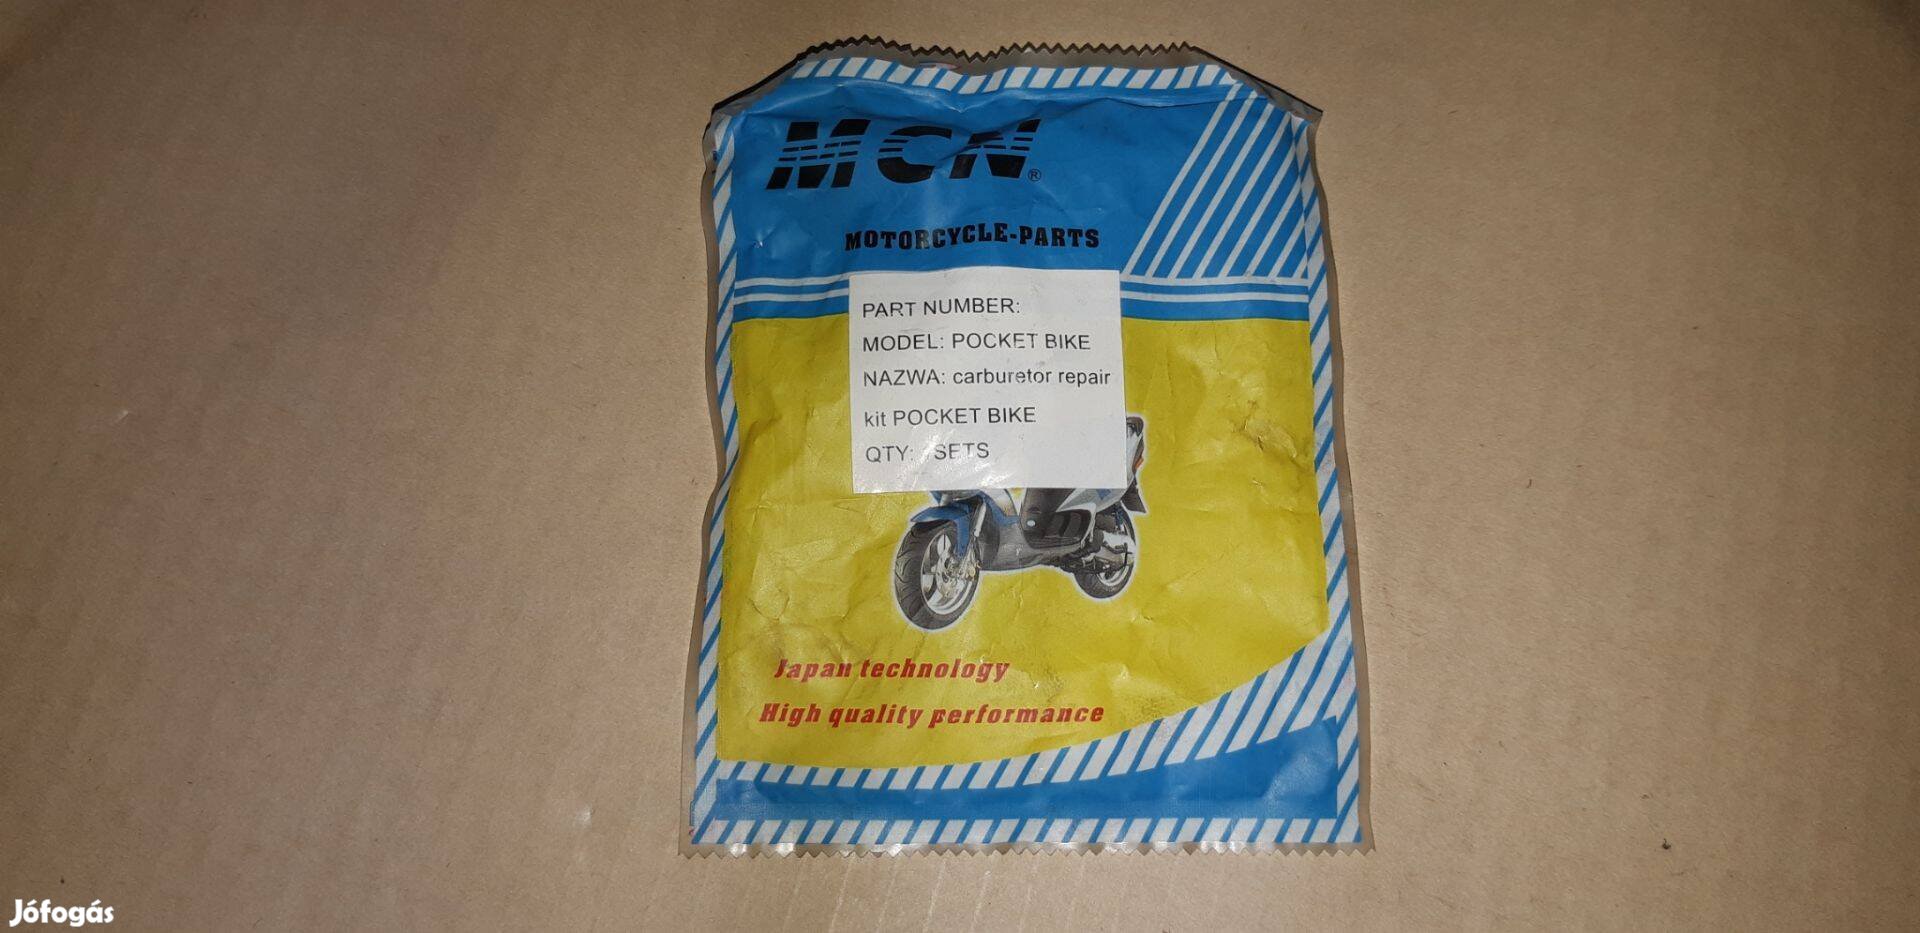 MCN®
MOTORCYCLE-PARTS
PART NUMBER:
MODEL: POCKET BIKE
NAZWA: carburetor repair
kit POCKET BIKE
QTY: SETS
Japan technology
High quality performance
Jófogás